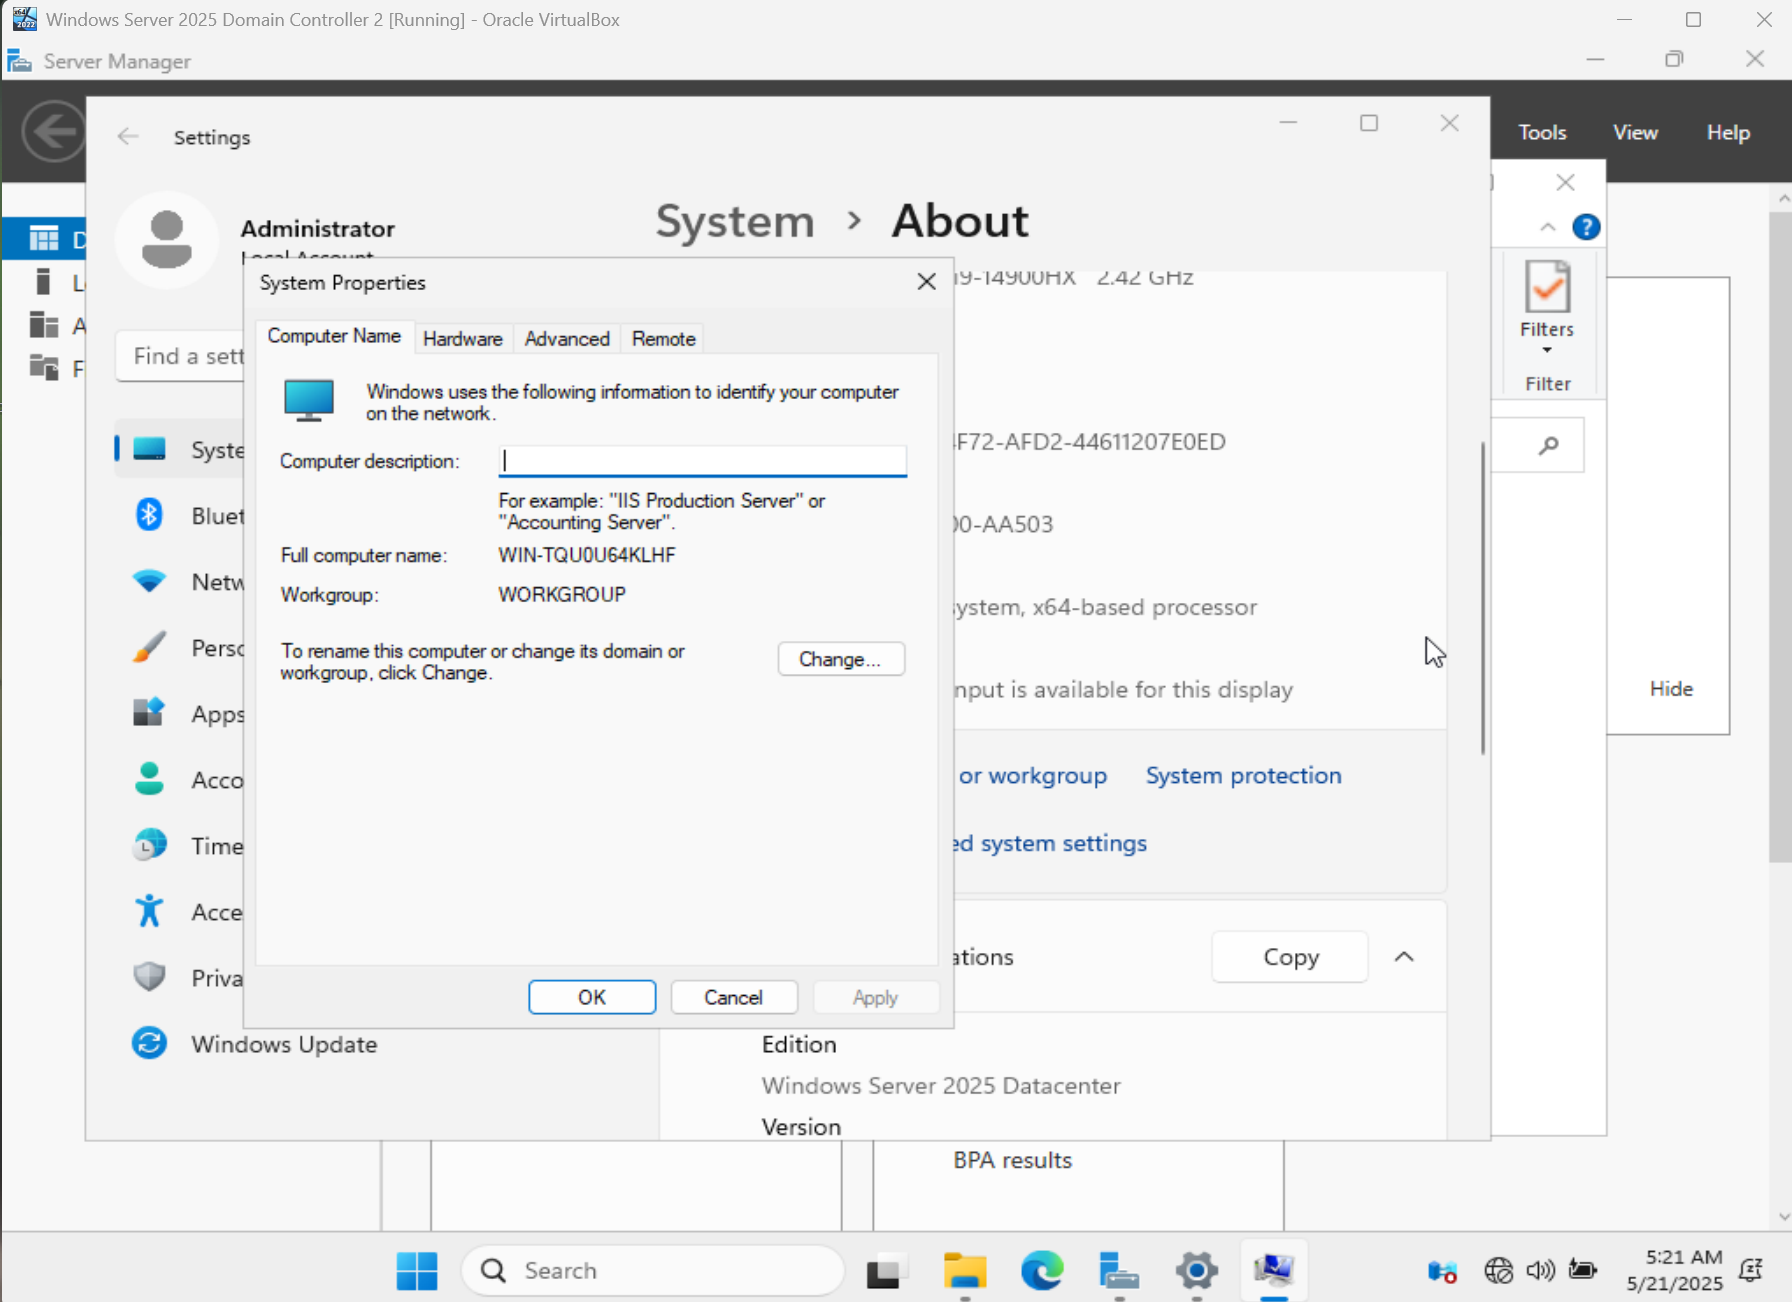 Windows Server 2025 Domain Controller 2 [Running] - Oracle VirtualBox
Server Manager
Tools View Help
Settings
Administrator
Local Account
System > About
System Properties
i9-14900HX 2.42 GHz
Computer Name Hardware Advanced Remote
Filters
Find a sett
Filter
Windows uses the following information to identify your computer
on the network.
Syste
Computer description:
4F72-AFD2-44611207E0ED
For example: "IIS Production Server" or
"Accounting Server".
Bluet
00-AA503
Full computer name: WIN-TQU0U64KLHF
Netw
Workgroup: WORKGROUP
system, x64-based processor
Perso
To rename this computer or change its domain or
workgroup, click Change.
Change...
input is available for this display
Hide
Apps
Acco
or workgroup System protection
Time
ed system settings
Acce
ations
Copy
Priva
OK Cancel Apply
Windows Update
Edition
Windows Server 2025 Datacenter
Version
BPA results
Search
5:21 AM
5/21/2025